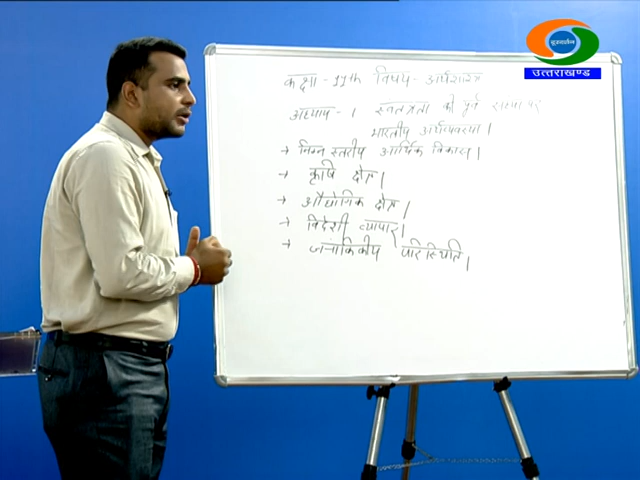 दूरदर्शन
उत्तराखण्ड
कक्षा - 11th विषय - अर्थशास्त्र
अध्याय - 1 स्वतंत्रता की पूर्व संध्या पर
भारतीय अर्थव्यवस्था।
→ निम्न स्तरीय आर्थिक विकास।
→ कृषि क्षेत्र।
→ औद्योगिक क्षेत्र।
→ विदेशी व्यापार।
→ जनांकिकीय परिस्थिति।